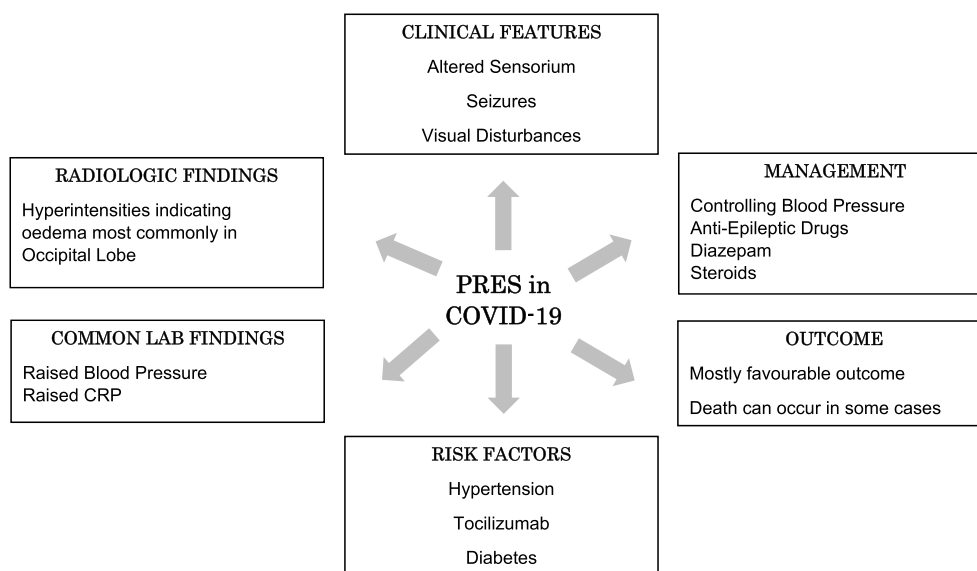 CLINICAL FEATURES
Altered Sensorium
Seizures
Visual Disturbances
RADIOLOGIC FINDINGS
Hyperintensities indicating
oedema most commonly in
Occipital Lobe
MANAGEMENT
Controlling Blood Pressure
Anti-Epileptic Drugs
Diazepam
Steroids
PRES in
COVID-19
COMMON LAB FINDINGS
Raised Blood Pressure
Raised CRP
OUTCOME
Mostly favourable outcome
Death can occur in some cases
RISK FACTORS
Hypertension
Tocilizumab
Diabetes